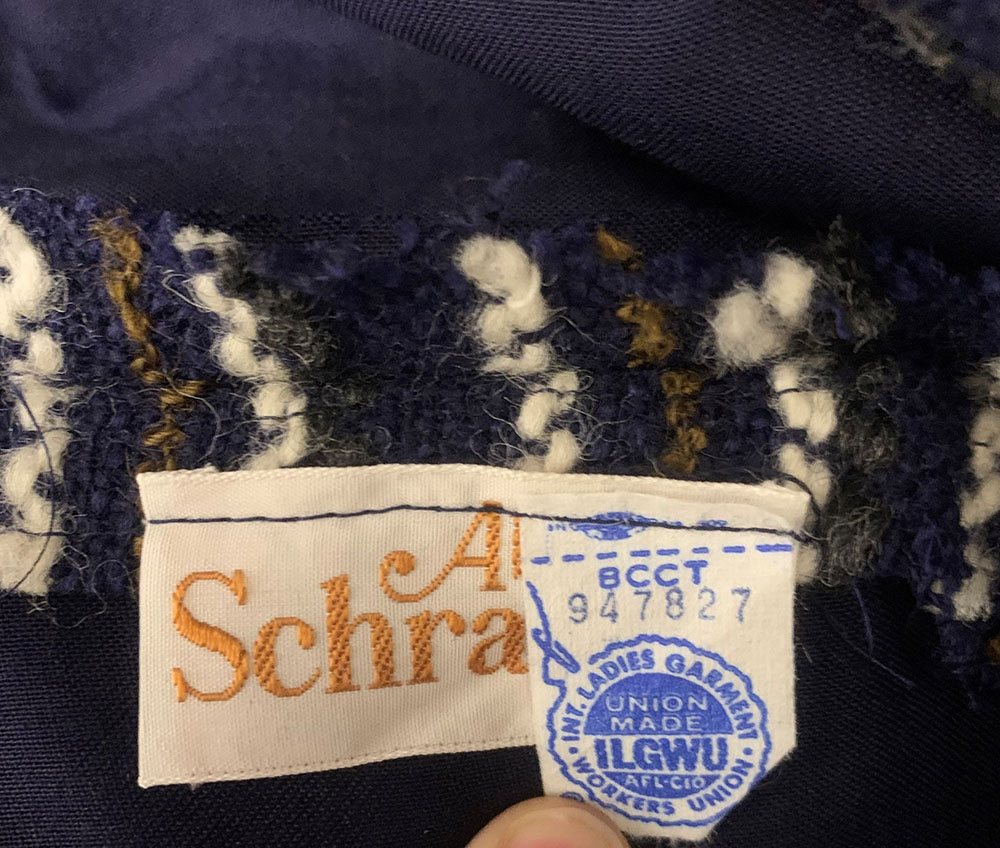 Schra
BCCT
947827
INT. LADIES GARMENT
UNION
MADE
ILGWU
AFL-CIO
WORKERS UNION